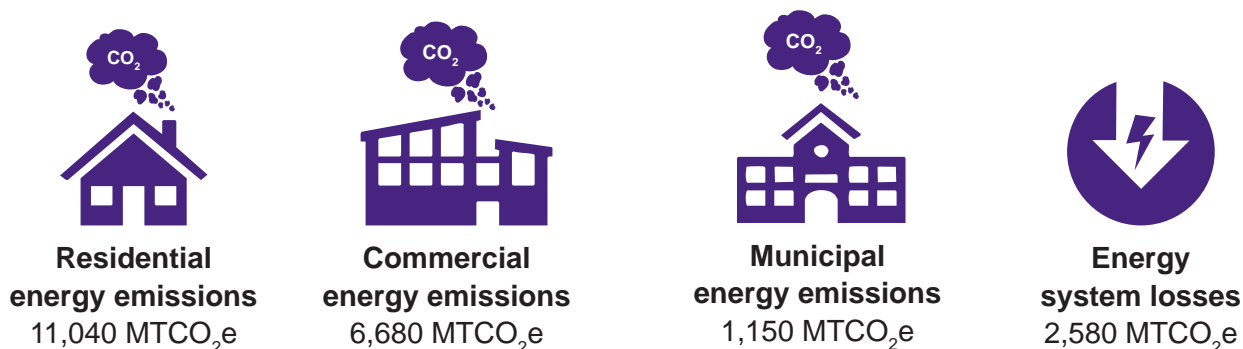 CO₂
CO₂
CO₂
Residential
energy emissions
11,040 MTCO₂e
Commercial
energy emissions
6,680 MTCO₂e
Municipal
energy emissions
1,150 MTCO₂e
Energy
system losses
2,580 MTCO₂e